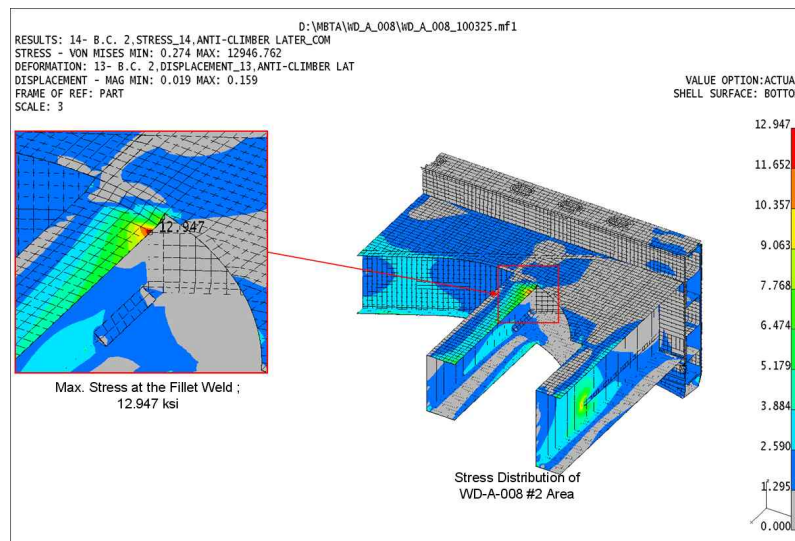 D:\MBTA\WD_A_008\WD_A_008_100325.mf1
RESULTS: 14- B.C. 2,STRESS_14,ANTI-CLIMBER LATER_COM
STRESS - VON MISES MIN: 0.274 MAX: 12946.762
DEFORMATION: 13- B.C. 2,DISPLACEMENT_13,ANTI-CLIMBER LAT
DISPLACEMENT - MAG MIN: 0.019 MAX: 0.159
FRAME OF REF: PART
SCALE: 3
VALUE OPTION:ACTUA
SHELL SURFACE: BOTTO
12.947
11.652
10.357
9.063
7.768
6.474
5.179
3.884
2.590
1.295
0.000
12.947
Max. Stress at the Fillet Weld ;
12.947 ksi
Stress Distribution of
WD-A-008 #2 Area